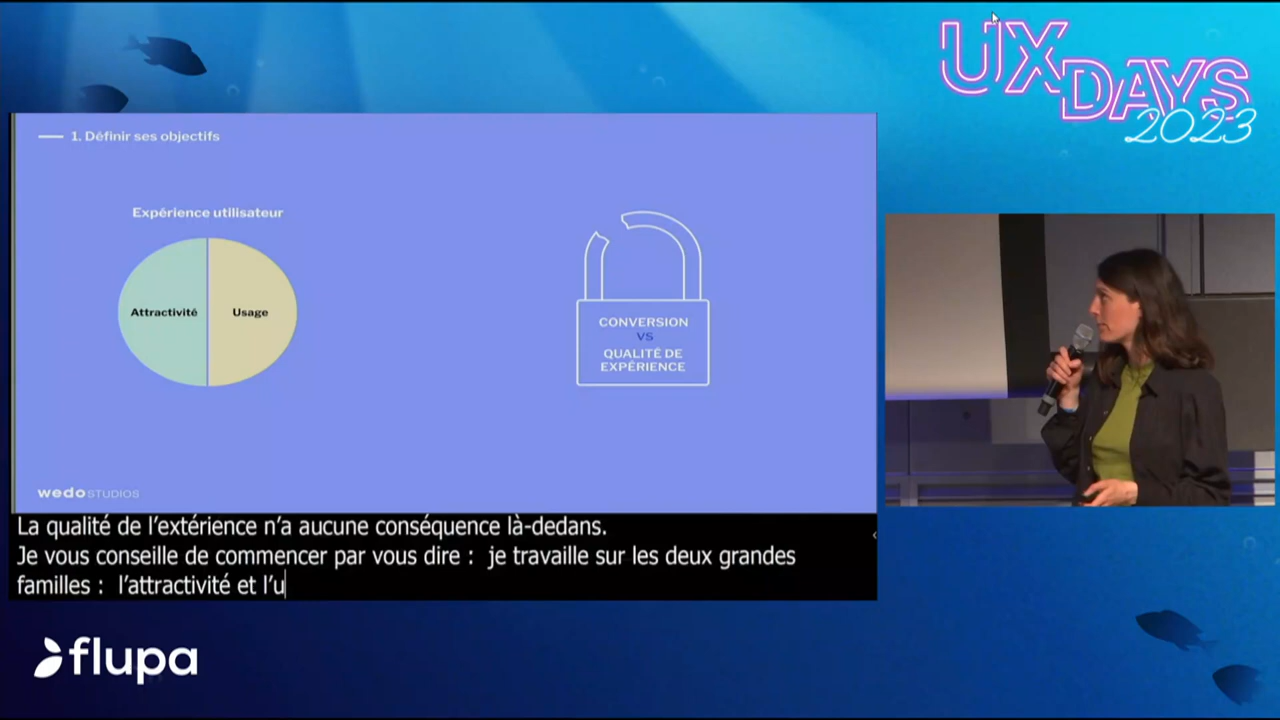 UX
DAYS
2023
1. Définir ses objectifs
Expérience utilisateur
Attractivité
Usage
CONVERSION
VS
QUALITÉ DE
EXPÉRIENCE
wedo STUDIOS
La qualité de l'extérience n'a aucune conséquence là-dedans.
Je vous conseille de commencer par vous dire : je travaille sur les deux grandes
familles : l'attractivité et l'u
flupa